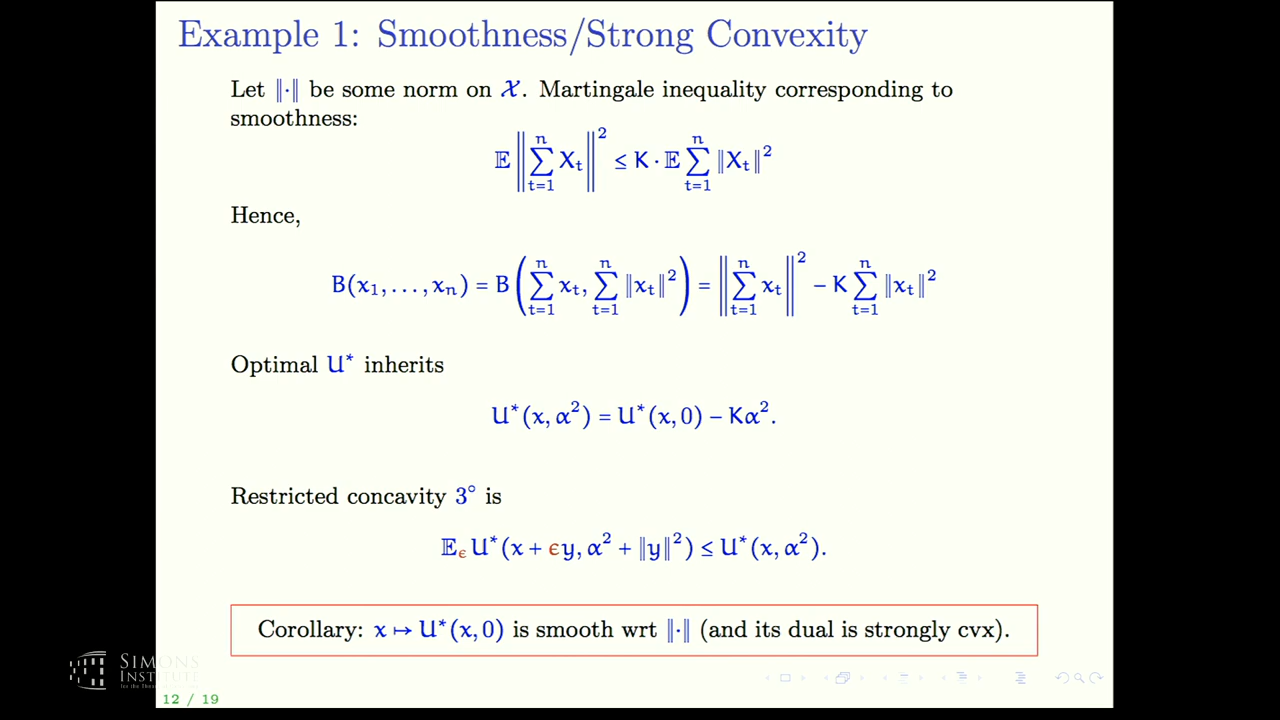 Example 1: Smoothness/Strong Convexity
Let ‖·‖ be some norm on 𝒳. Martingale inequality corresponding to
smoothness:
𝔼 ‖∑_{t=1}^{n} X_t‖² ≤ K · 𝔼 ∑_{t=1}^{n} ‖X_t‖²
Hence,
B(x₁, . . . , xₙ) = B(∑_{t=1}^{n} x_t, ∑_{t=1}^{n} ‖x_t‖²) = ‖∑_{t=1}^{n} x_t‖² − K ∑_{t=1}^{n} ‖x_t‖²
Optimal U* inherits
U*(x, α²) = U*(x, 0) − Kα².
Restricted concavity 3° is
𝔼_ϵ U*(x + ϵy, α² + ‖y‖²) ≤ U*(x, α²).
Corollary: x ↦ U*(x, 0) is smooth wrt ‖·‖ (and its dual is strongly cvx).
SIMONS
INSTITUTE
12 / 19